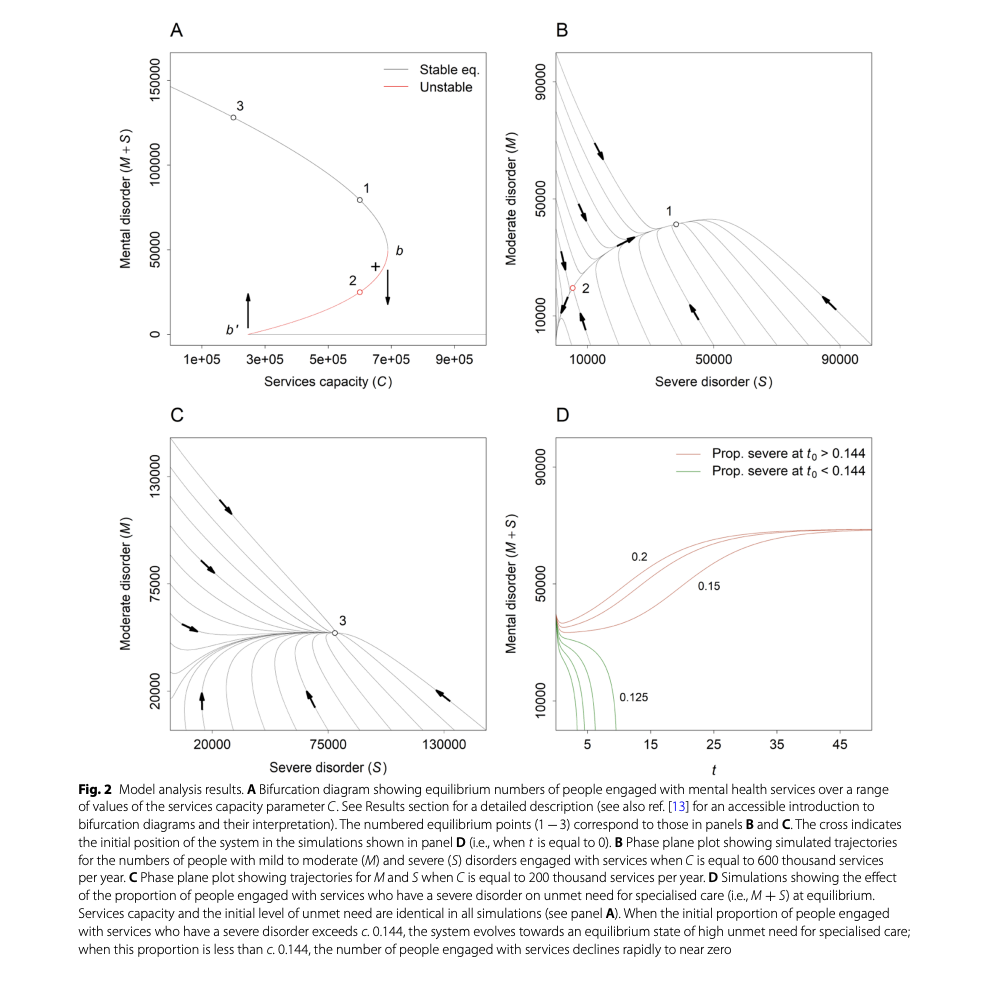 A
Stable eq.
Unstable
Mental disorder (M + S)
0 50000 100000 150000
3
1
b
2
b'
1e+05 3e+05 5e+05 7e+05 9e+05
Services capacity (C)
B
Moderate disorder (M)
10000 50000 90000
1
2
10000 50000 90000
Severe disorder (S)
C
Moderate disorder (M)
20000 75000 130000
3
20000 75000 130000
Severe disorder (S)
D
Prop. severe at t0 > 0.144
Prop. severe at t0 < 0.144
Mental disorder (M + S)
10000 50000 90000
0.2
0.15
0.125
5 15 25 35 45
t
Fig. 2 Model analysis results. A Bifurcation diagram showing equilibrium numbers of people engaged with mental health services over a range
of values of the services capacity parameter C. See Results section for a detailed description (see also ref. [13] for an accessible introduction to
bifurcation diagrams and their interpretation). The numbered equilibrium points (1 – 3) correspond to those in panels B and C. The cross indicates
the initial position of the system in the simulations shown in panel D (i.e., when t is equal to 0). B Phase plane plot showing simulated trajectories
for the numbers of people with mild to moderate (M) and severe (S) disorders engaged with services when C is equal to 600 thousand services
per year. C Phase plane plot showing trajectories for M and S when C is equal to 200 thousand services per year. D Simulations showing the effect
of the proportion of people engaged with services who have a severe disorder on unmet need for specialised care (i.e., M + S) at equilibrium.
Services capacity and the initial level of unmet need are identical in all simulations (see panel A). When the initial proportion of people engaged
with services who have a severe disorder exceeds c. 0.144, the system evolves towards an equilibrium state of high unmet need for specialised care;
when this proportion is less than c. 0.144, the number of people engaged with services declines rapidly to near zero